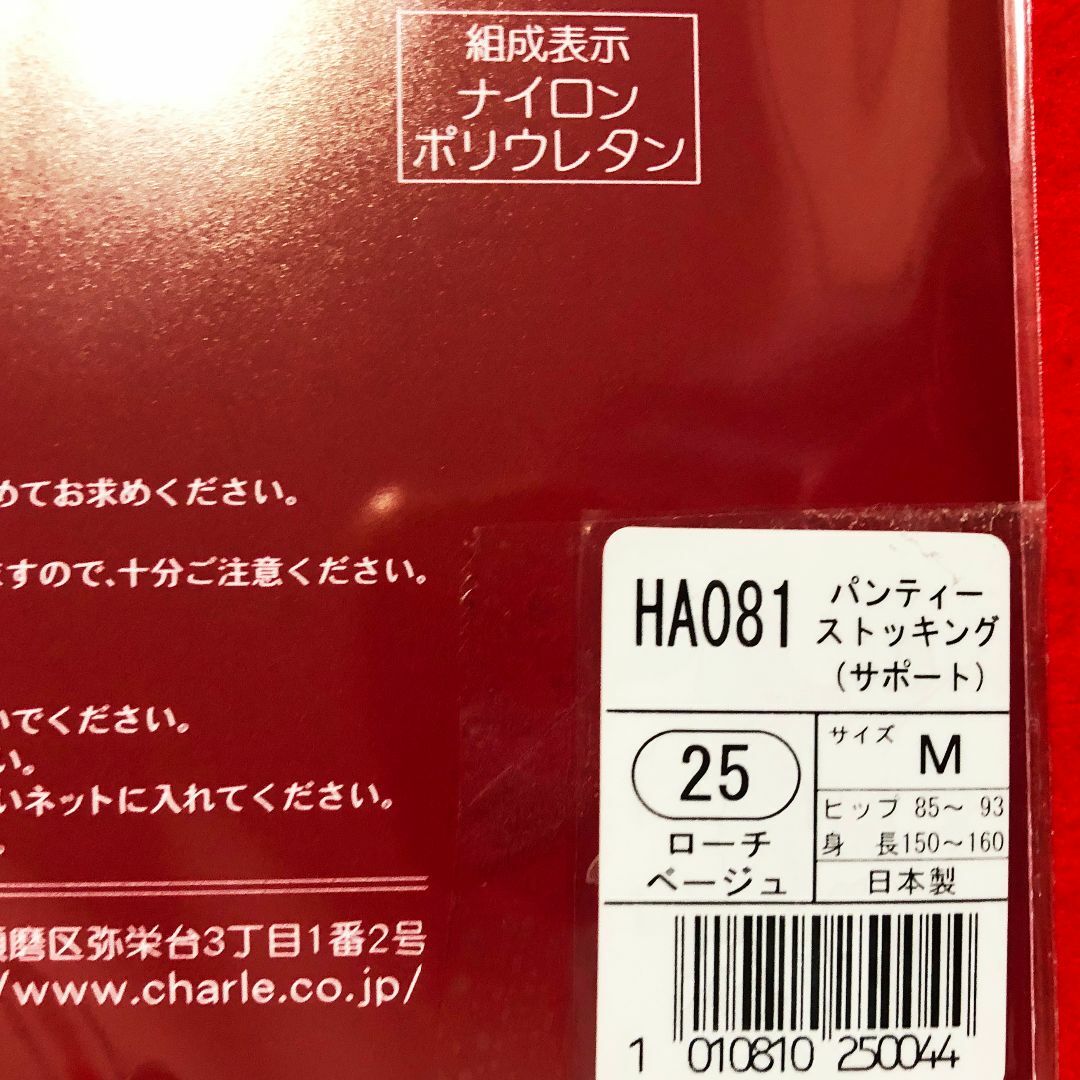 組成表示
ナイロン
ポリウレタン
めてお求めください。
ますので、十分ご注意ください。
いでください。
い。
いネットに入れてください。
。
須磨区弥栄台3丁目1番2号
/www.charle.co.jp/
HA081
パンティー
ストッキング
(サポート)
25
ローチ
ベージュ
サイズ M
ヒップ 85～ 93
身 長150～160
日本製
1 010810 250044